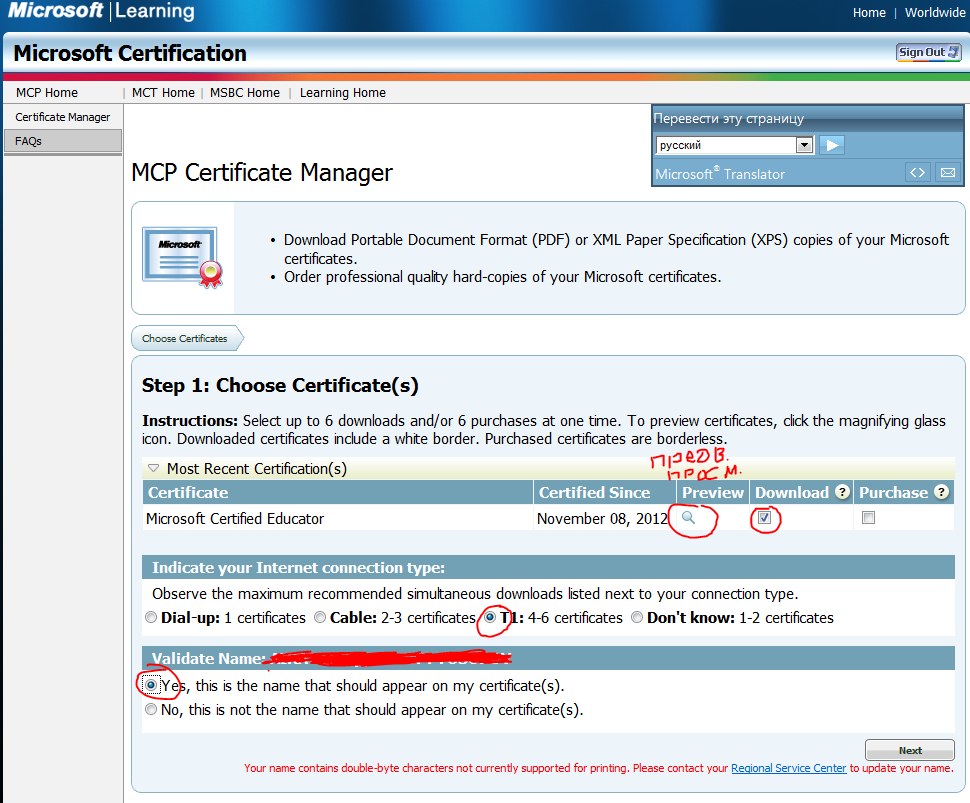 Microsoft | Learning
Home | Worldwide
Microsoft Certification
Sign Out
MCP Home | MCT Home | MSBC Home | Learning Home
Certificate Manager
FAQs
Перевести эту страницу
русский
Microsoft® Translator
MCP Certificate Manager
Microsoft
• Download Portable Document Format (PDF) or XML Paper Specification (XPS) copies of your Microsoft
certificates.
• Order professional quality hard-copies of your Microsoft certificates.
Choose Certificates
Step 1: Choose Certificate(s)
Instructions: Select up to 6 downloads and/or 6 purchases at one time. To preview certificates, click the magnifying glass
icon. Downloaded certificates include a white border. Purchased certificates are borderless.
ПРЕДВ.
ПРОСМ.
Most Recent Certification(s)
Certificate Certified Since Preview Download ? Purchase ?
Microsoft Certified Educator November 08, 2012
Indicate your Internet connection type:
Observe the maximum recommended simultaneous downloads listed next to your connection type.
Dial-up: 1 certificates Cable: 2-3 certificates T1: 4-6 certificates Don't know: 1-2 certificates
Validate Name:
Yes, this is the name that should appear on my certificate(s).
No, this is not the name that should appear on my certificate(s).
Next
Your name contains double-byte characters not currently supported for printing. Please contact your Regional Service Center to update your name.